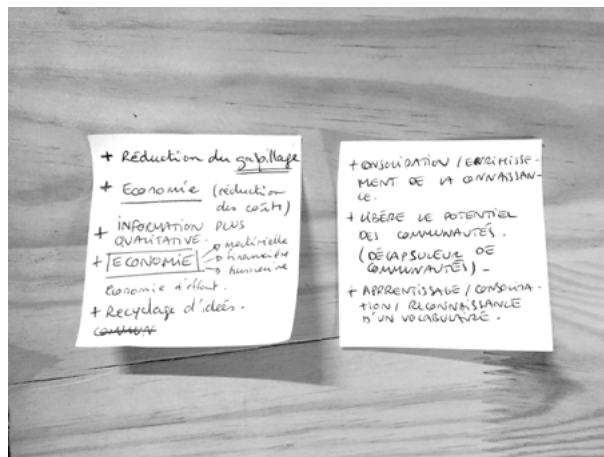 + Réduction du gaspillage
+ Economie (réduction
des coûts)
+ INFORMATION PLUS
QUALITATIVE.
+ ECONOMIE → matérielle
→ financière
→ humaine
Economie d'effort.
+ Recyclage d'idées.
COMMUN
+ CONSOLIDATION / ENRICHISSE-
MENT DE LA CONNAISSAN-
CE.
+ LIBÈRE LE POTENTIEL
DES COMMUNAUTÉS.
(DÉCAPSULEUR DE
COMMUNAUTÉS) -
+ APPRENTISSAGE / CONSOLIDA-
TION / RECONNAISSANCE
D'UN VOCABULAIRE.